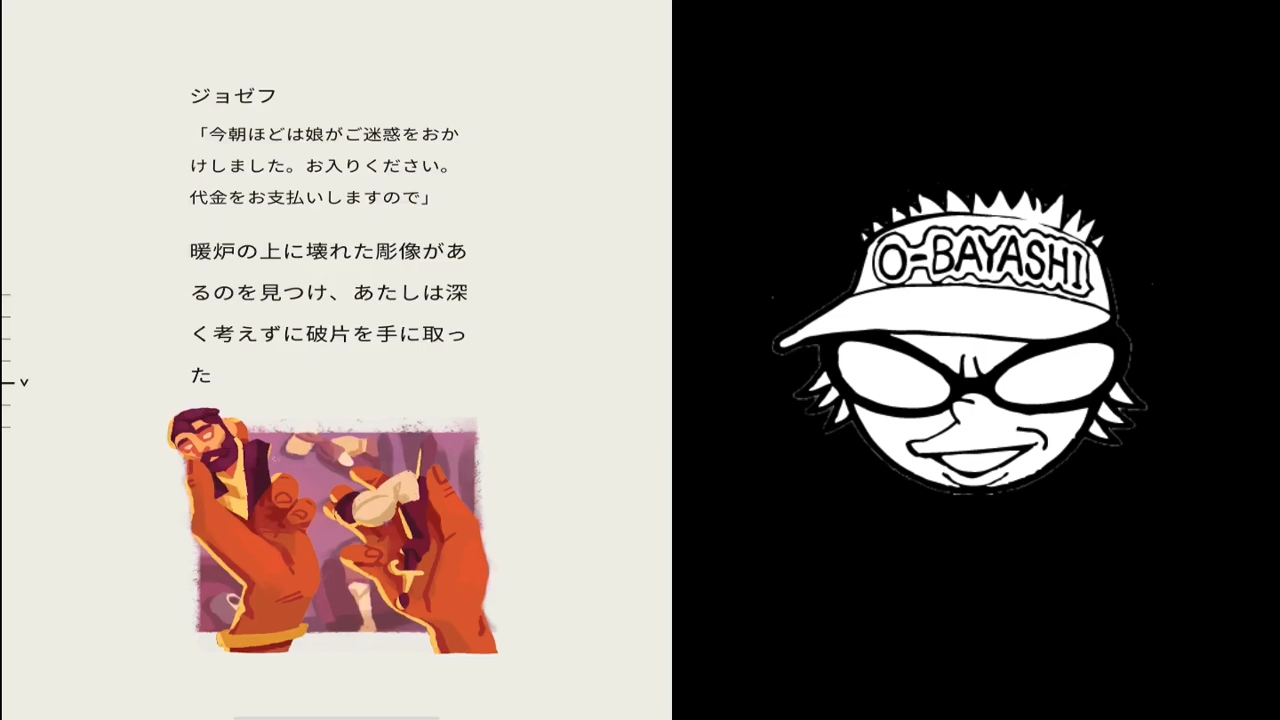 ジョゼフ
「今朝ほどは娘がご迷惑をおか
けしました。お入りください。
代金をお支払いしますので」
暖炉の上に壊れた彫像があ
るのを見つけ、あたしは深
く考えずに破片を手に取っ
た
O-BAYASHI